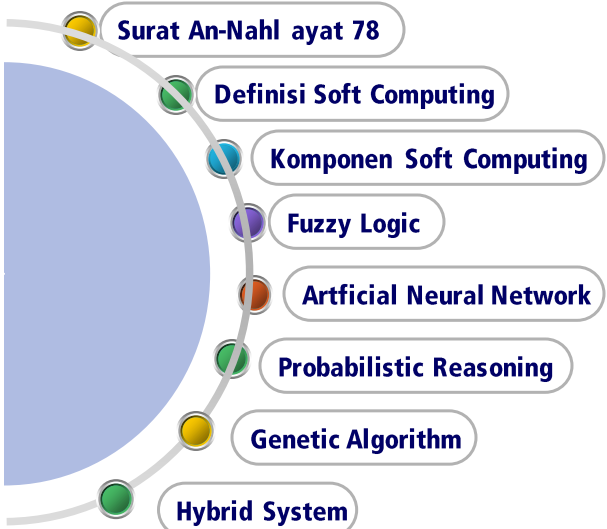 Surat An-Nahl ayat 78
Definisi Soft Computing
Komponen Soft Computing
Fuzzy Logic
Artficial Neural Network
Probabilistic Reasoning
Genetic Algorithm
Hybrid System